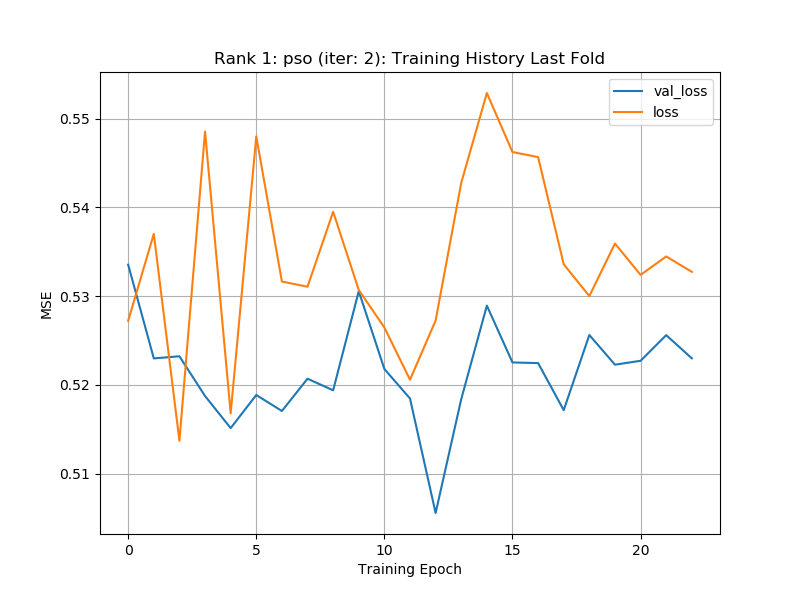 Rank 1: pso (iter: 2): Training History Last Fold
val_loss
loss
0.55
0.54
0.53
0.52
0.51
MSE
0 5 10 15 20
Training Epoch